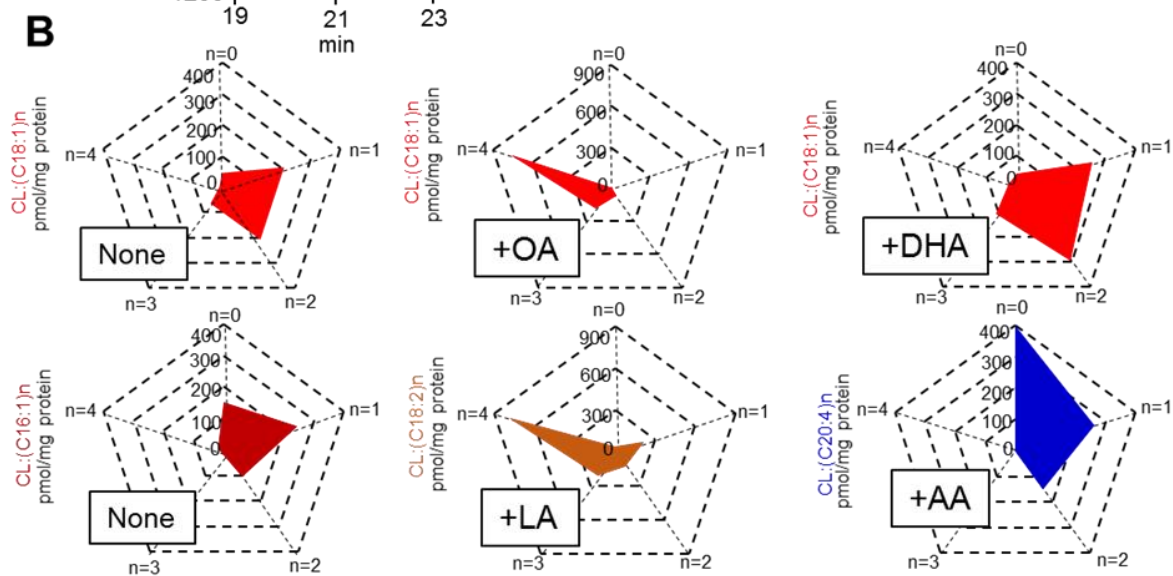 19
21
23
min
B
n=0
400
300
200
100
0
n=1
n=2
n=3
n=4
CL:(C18:1)n
pmol/mg protein
None
n=0
900
600
300
0
n=1
n=2
n=3
n=4
CL:(C18:1)n
pmol/mg protein
+OA
n=0
400
300
200
100
0
n=1
n=2
n=3
n=4
CL:(C18:1)n
pmol/mg protein
+DHA
n=0
400
300
200
100
0
n=1
n=2
n=3
n=4
CL:(C16:1)n
pmol/mg protein
None
n=0
900
600
300
0
n=1
n=2
n=3
n=4
CL:(C18:2)n
pmol/mg protein
+LA
n=0
400
300
200
100
0
n=1
n=2
n=3
n=4
CL:(C20:4)n
pmol/mg protein
+AA